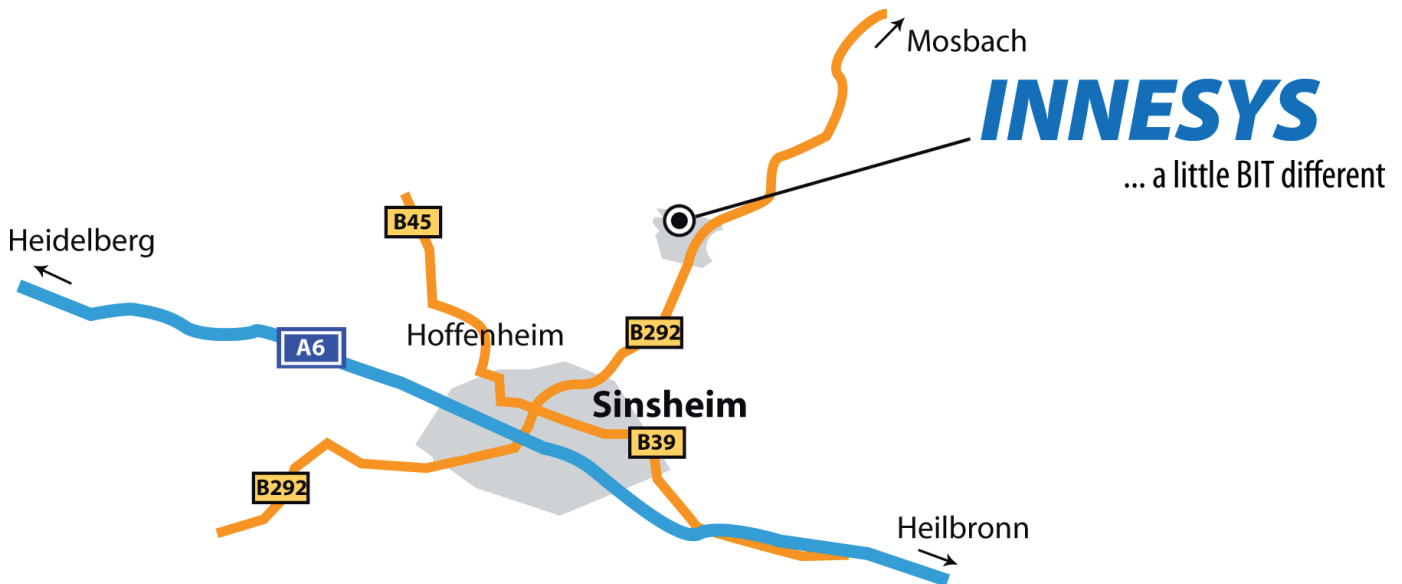 Mosbach
INNESYS
... a little BIT different
B45
Heidelberg
Hoffenheim
B292
A6
Sinsheim
B39
B292
Heilbronn